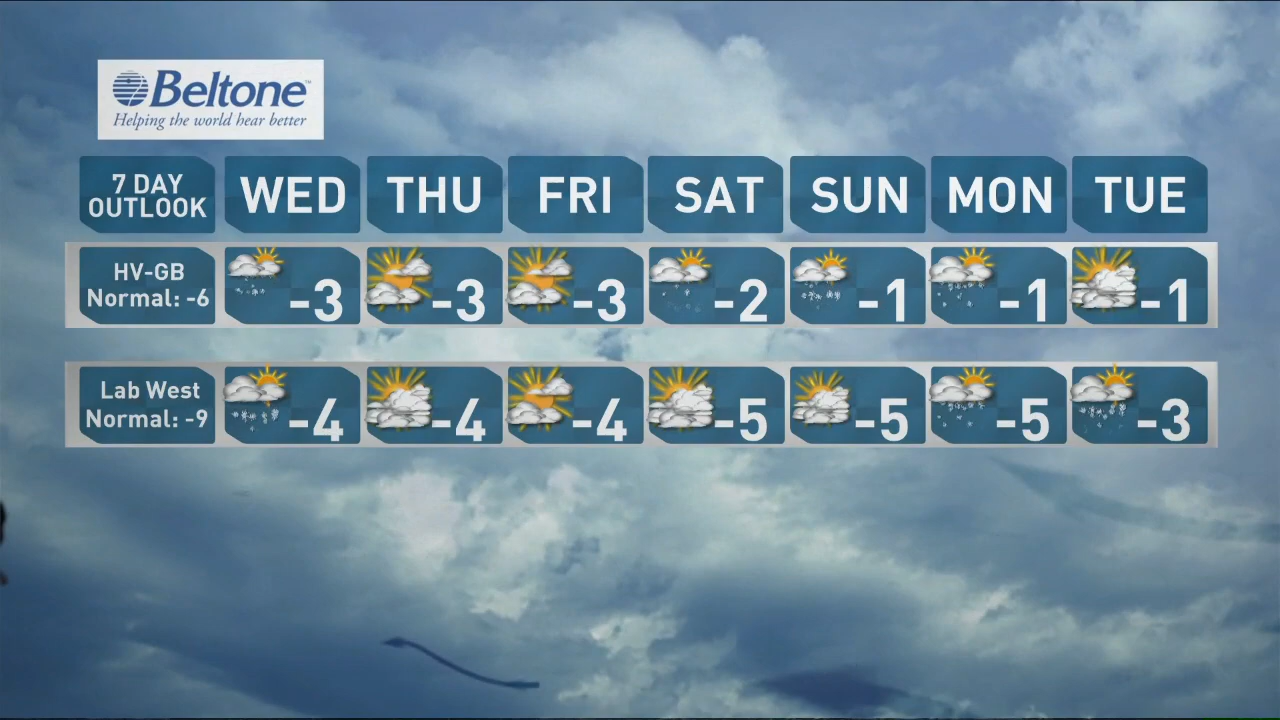 Beltone™
Helping the world hear better
7 DAY
OUTLOOK
WED THU FRI SAT SUN MON TUE
HV-GB
Normal: -6
-3 -3 -3 -2 -1 -1 -1
Lab West
Normal: -9
-4 -4 -4 -5 -5 -5 -3